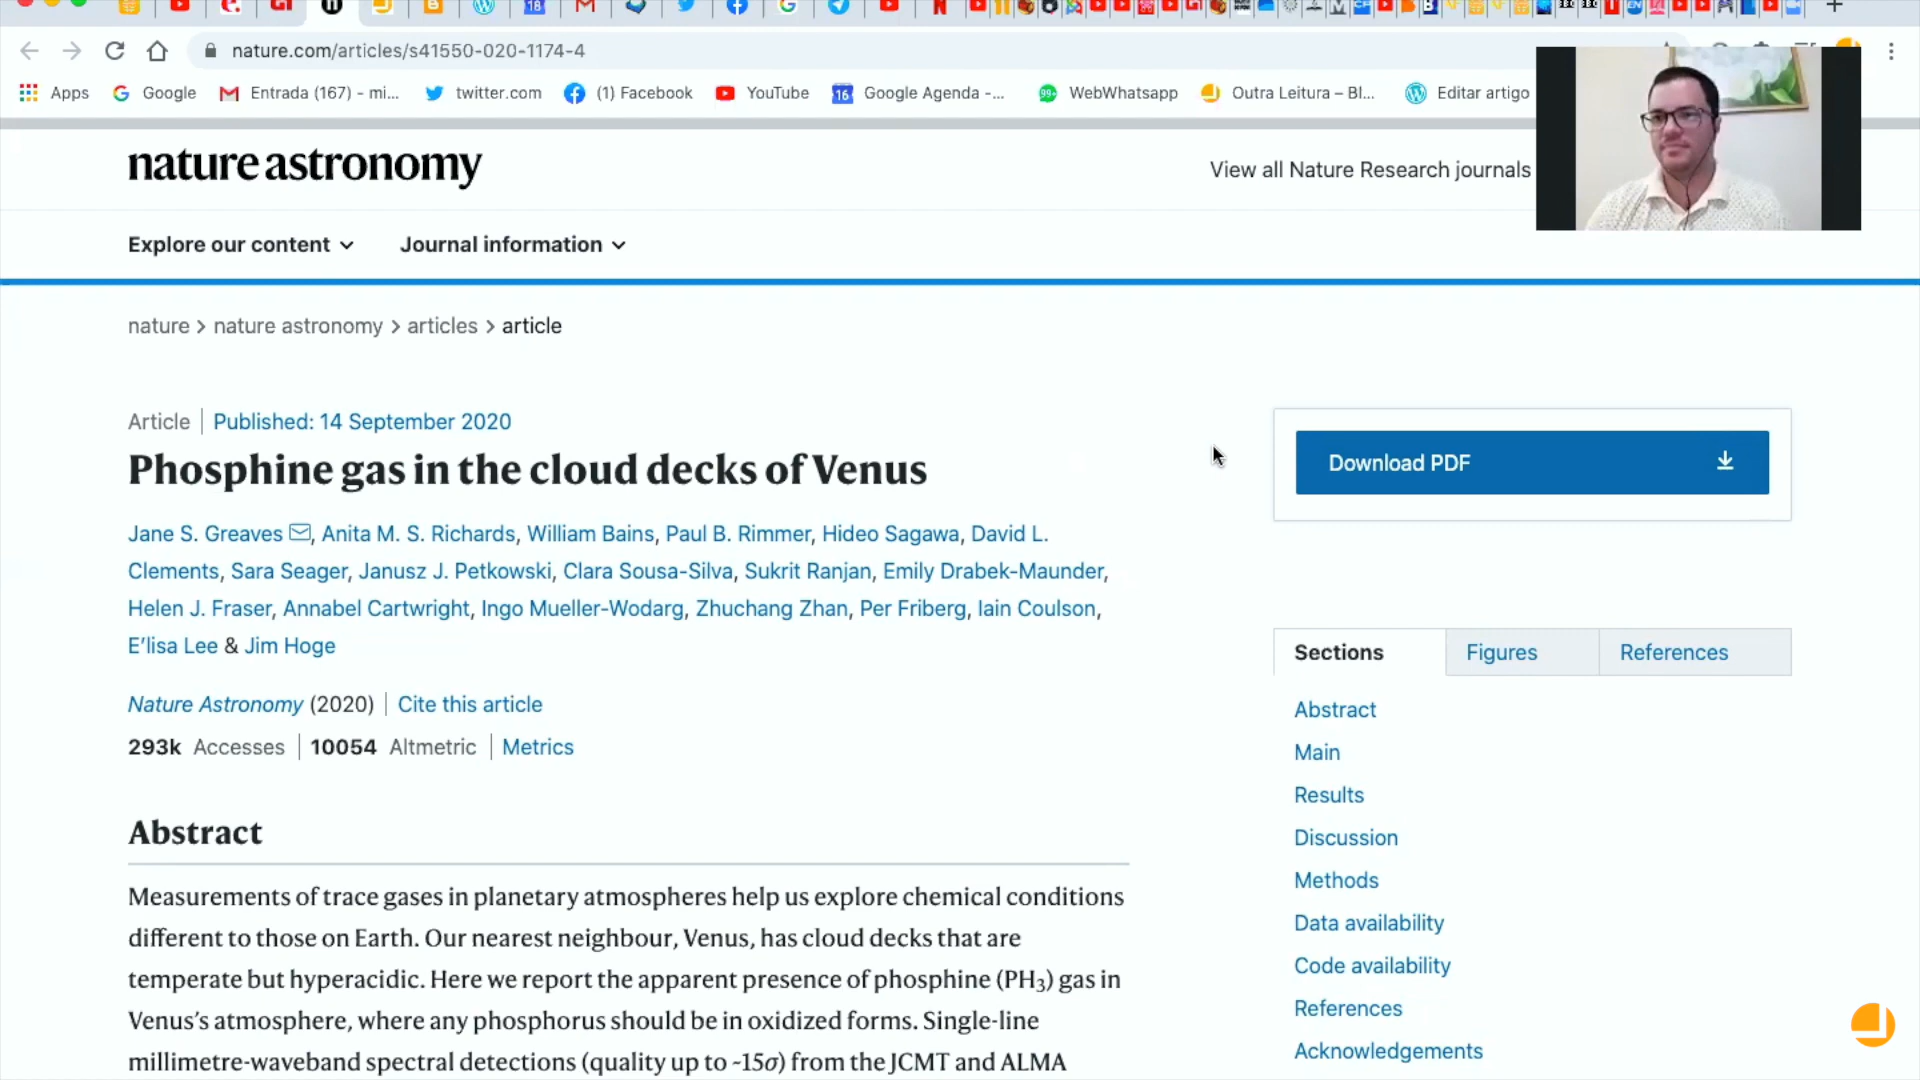 nature.com/articles/s41550-020-1174-4
Apps Google Entrada (167) - mi... twitter.com (1) Facebook YouTube 16 Google Agenda -... 99+ WebWhatsapp Outra Leitura – Bl... Editar artigo
nature astronomy
View all Nature Research journals
Explore our content Journal information
nature > nature astronomy > articles > article
Article | Published: 14 September 2020
Phosphine gas in the cloud decks of Venus
Jane S. Greaves, Anita M. S. Richards, William Bains, Paul B. Rimmer, Hideo Sagawa, David L.
Clements, Sara Seager, Janusz J. Petkowski, Clara Sousa-Silva, Sukrit Ranjan, Emily Drabek-Maunder,
Helen J. Fraser, Annabel Cartwright, Ingo Mueller-Wodarg, Zhuchang Zhan, Per Friberg, Iain Coulson,
E'lisa Lee & Jim Hoge
Nature Astronomy (2020) | Cite this article
293k Accesses | 10054 Altmetric | Metrics
Abstract
Measurements of trace gases in planetary atmospheres help us explore chemical conditions
different to those on Earth. Our nearest neighbour, Venus, has cloud decks that are
temperate but hyperacidic. Here we report the apparent presence of phosphine (PH₃) gas in
Venus's atmosphere, where any phosphorus should be in oxidized forms. Single-line
millimetre-waveband spectral detections (quality up to ~15σ) from the JCMT and ALMA
Download PDF
Sections Figures References
Abstract
Main
Results
Discussion
Methods
Data availability
Code availability
References
Acknowledgements